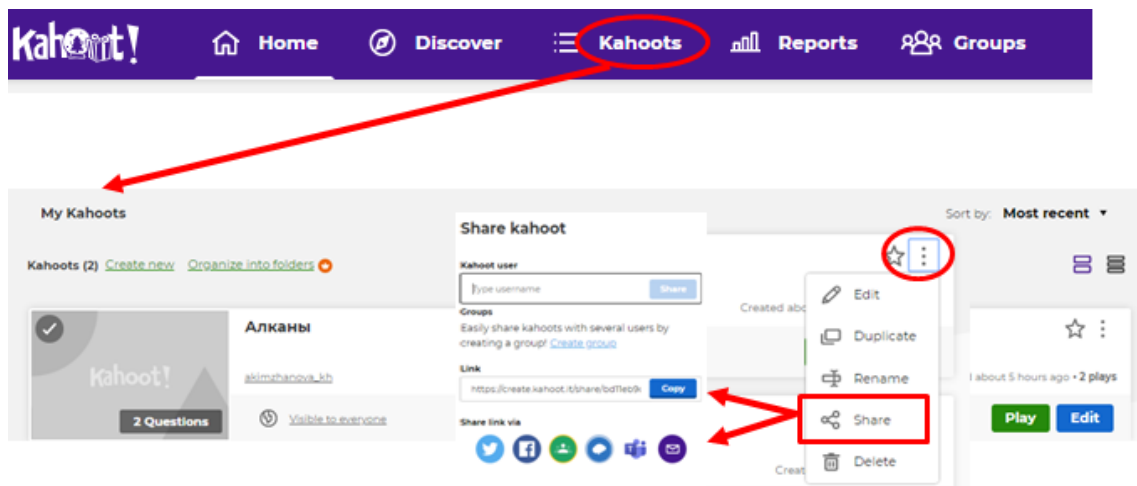 Kahoot! Home Discover Kahoots Reports Groups
My Kahoots
Sort by: Most recent
Kahoots (2) Create new Organize into folders
Алканы
akimzhanova_kh
Kahoot!
2 Questions
Visible to everyone
Share kahoot
Kahoot user
Type username Share
Groups
Easily share kahoots with several users by
creating a group! Create group
Link
https://create.kahoot.it/share/ Copy
Share link via
Created
Edit
Duplicate
Rename
Share
Delete
about 5 hours ago • 2 plays
Play Edit